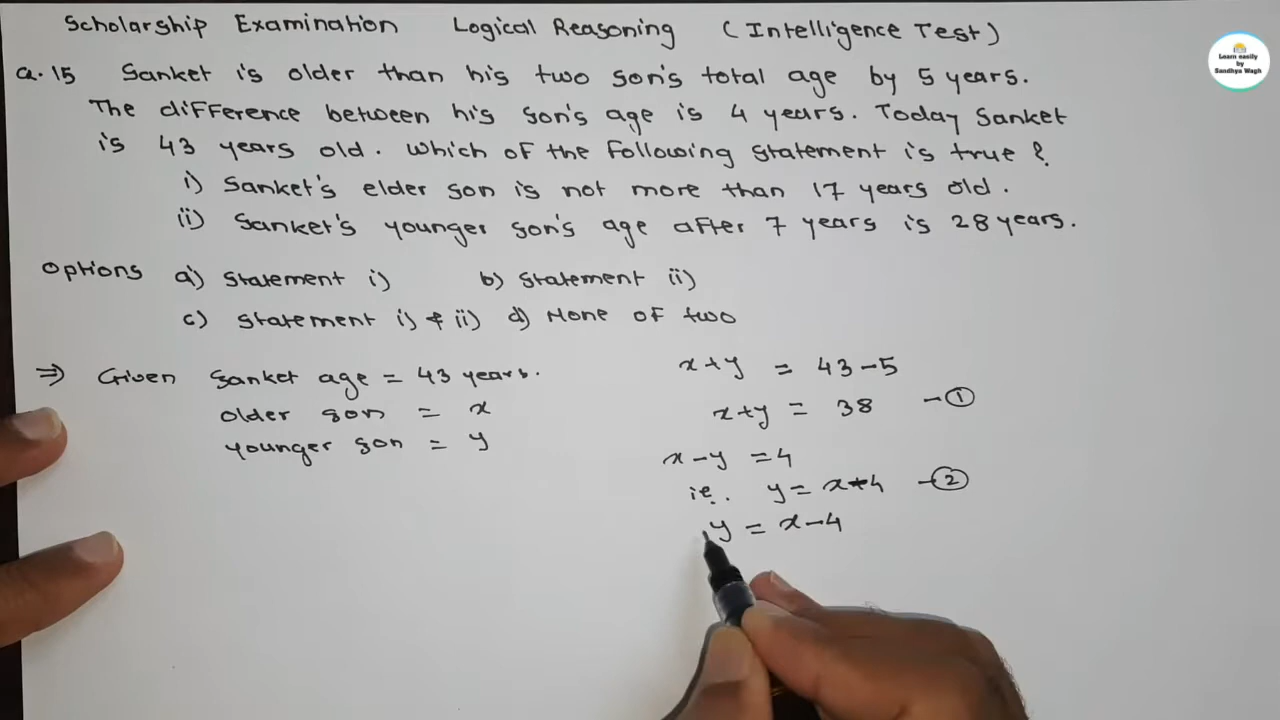 Scholarship Examination Logical Reasoning (Intelligence Test)
Learn easily
by
Sandhya Wagh
Q.15 Sanket is older than his two son's total age by 5 years.
The difference between his son's age is 4 years. Today Sanket
is 43 years old. Which of the following statement is true ?
i) Sanket's elder son is not more than 17 years old.
ii) Sanket's younger son's age after 7 years is 28 years.
Options a) Statement i) b) Statement ii)
c) Statement i) & ii) d) None of two
⇒ Given Sanket age = 43 years.
older son = x
younger son = y
x+y = 43-5
x+y = 38 -①
x-y = 4
ie. y = x-4 -②
y = x-4